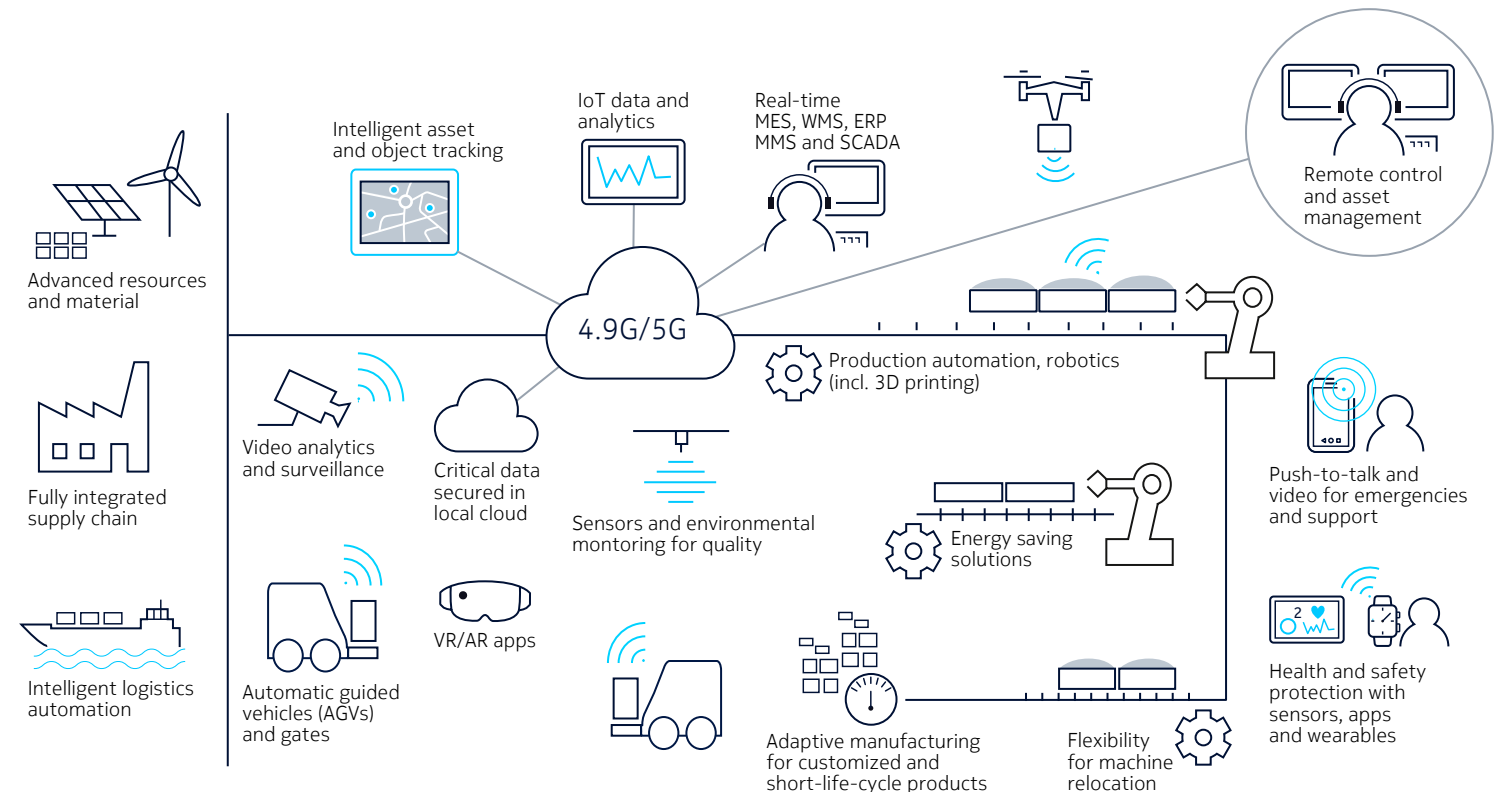 IoT data and
analytics
Real-time
MES, WMS, ERP
MMS and SCADA
Intelligent asset
and object tracking
Remote control
and asset
management
Advanced resources
and material
4.9G/5G
Production automation, robotics
(incl. 3D printing)
Video analytics
and surveillance
Critical data
secured in
local cloud
Fully integrated
supply chain
Sensors and environmental
montoring for quality
Energy saving
solutions
Push-to-talk and
video for emergencies
and support
2
VR/AR apps
Intelligent logistics
automation
Automatic guided
vehicles (AGVs)
and gates
Health and safety
protection with
sensors, apps
and wearables
Adaptive manufacturing
for customized and
short-life-cycle products
Flexibility
for machine
relocation